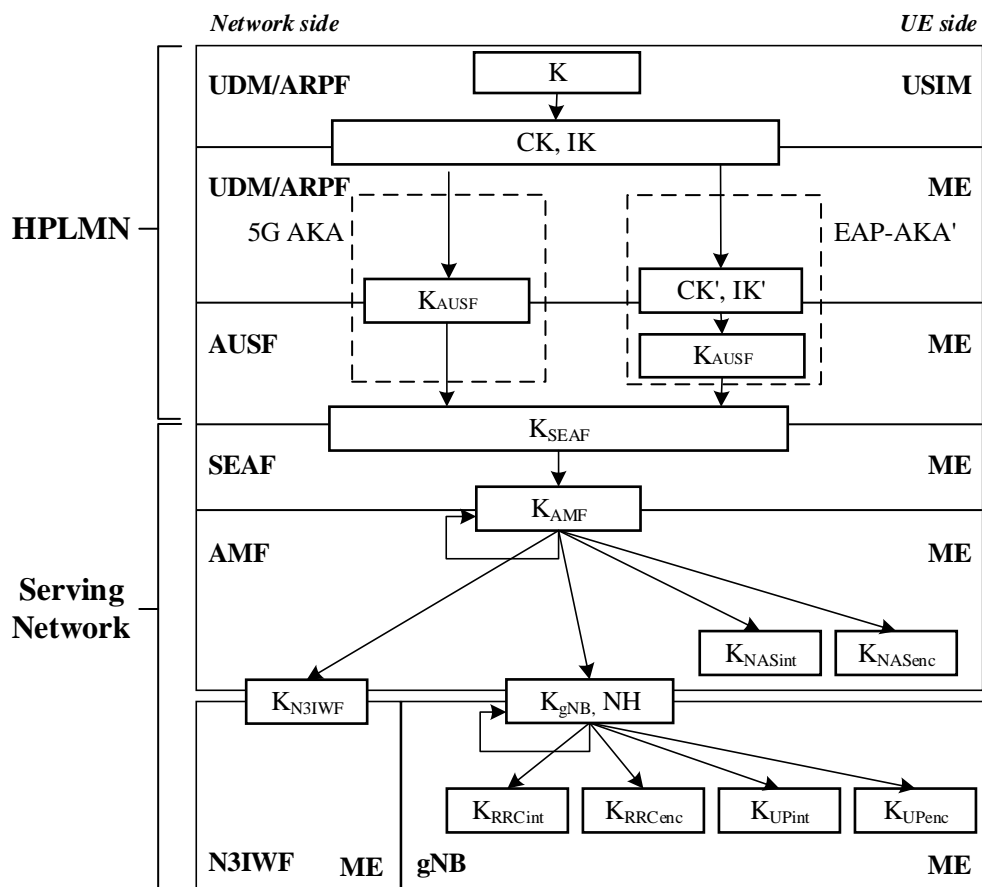 Network side UE side
UDM/ARPF K USIM
CK, IK
UDM/ARPF ME
HPLMN 5G AKA EAP-AKA'
KAUSF CK', IK'
AUSF KAUSF ME
KSEAF
SEAF ME
KAMF
AMF ME
Serving
Network
KNASint KNASenc
KN3IWF KgNB, NH
KRRCint KRRCenc KUPint KUPenc
N3IWF ME gNB ME